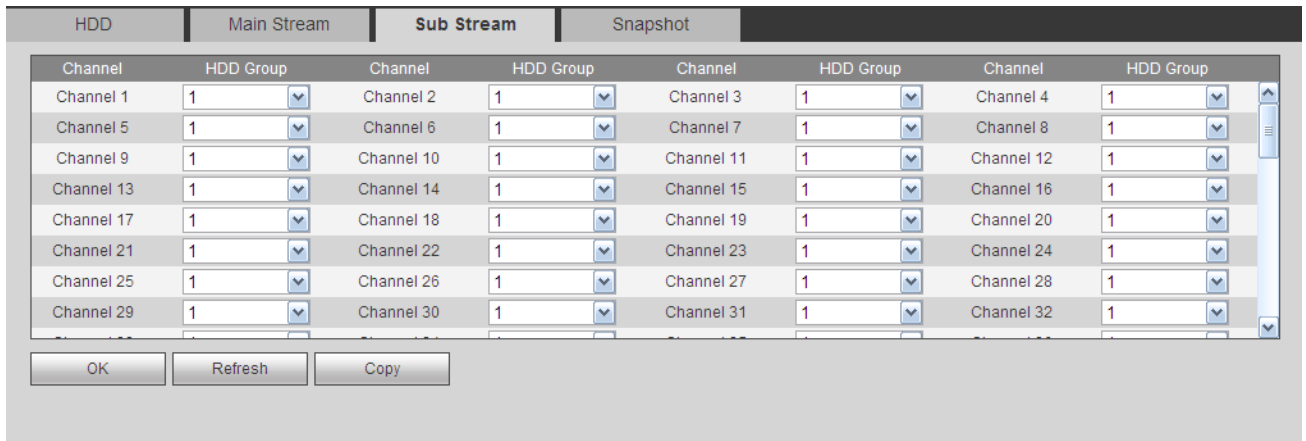 HDD Main Stream Sub Stream Snapshot
Channel HDD Group Channel HDD Group Channel HDD Group Channel HDD Group
Channel 1 1 Channel 2 1 Channel 3 1 Channel 4 1
Channel 5 1 Channel 6 1 Channel 7 1 Channel 8 1
Channel 9 1 Channel 10 1 Channel 11 1 Channel 12 1
Channel 13 1 Channel 14 1 Channel 15 1 Channel 16 1
Channel 17 1 Channel 18 1 Channel 19 1 Channel 20 1
Channel 21 1 Channel 22 1 Channel 23 1 Channel 24 1
Channel 25 1 Channel 26 1 Channel 27 1 Channel 28 1
Channel 29 1 Channel 30 1 Channel 31 1 Channel 32 1
OK Refresh Copy